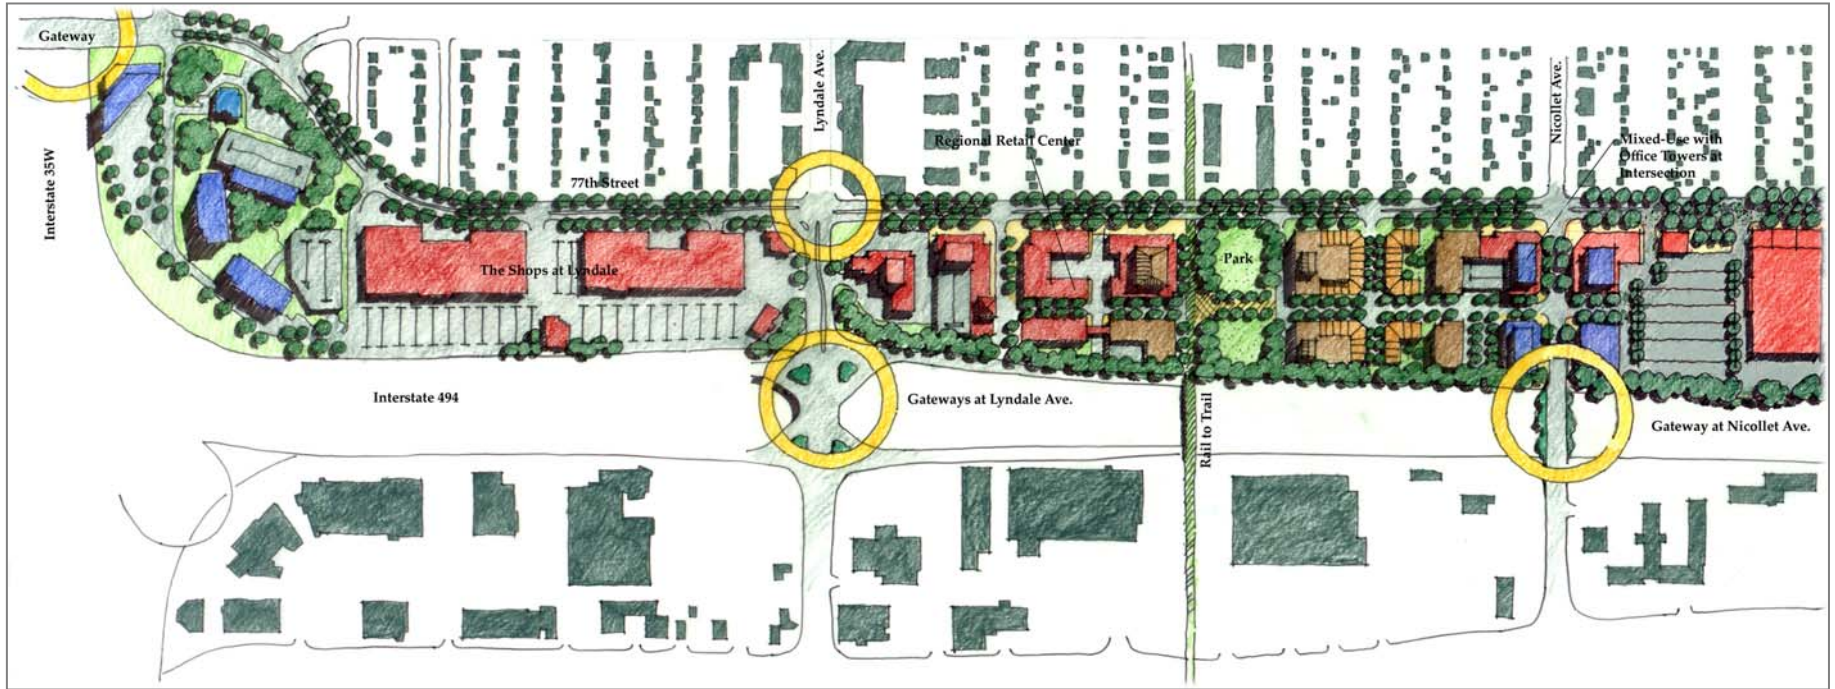 Gateway
Interstate 35W
77th Street
Lyndale Ave.
Regional Retail Center
Nicollet Ave.
Mixed-Use with
Office Towers at
Intersection
The Shops at Lyndale
Park
Interstate 494
Gateways at Lyndale Ave.
Rail to Trail
Gateway at Nicollet Ave.